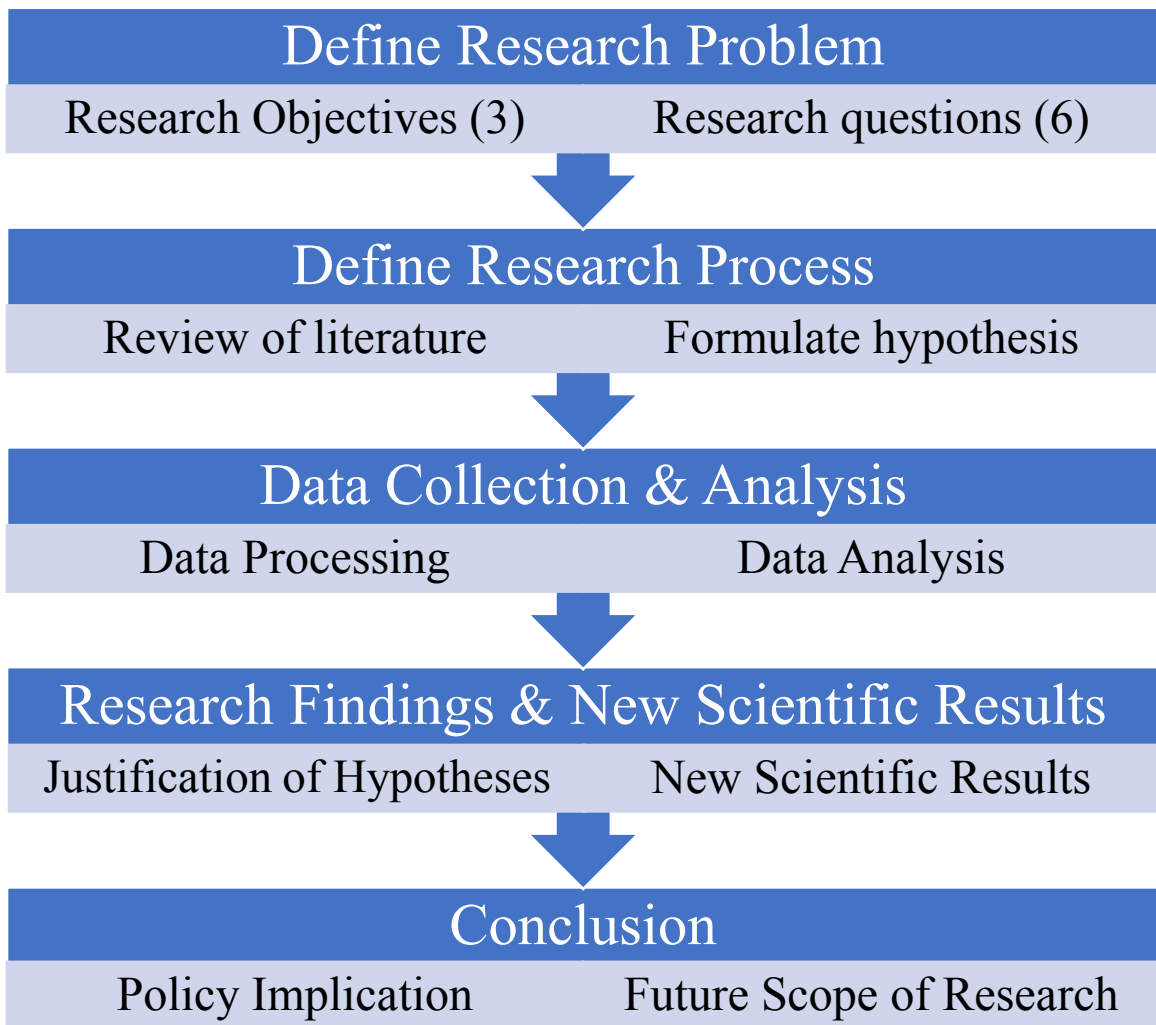 Define Research Problem
Research Objectives (3) Research questions (6)
Define Research Process
Review of literature Formulate hypothesis
Data Collection & Analysis
Data Processing Data Analysis
Research Findings & New Scientific Results
Justification of Hypotheses New Scientific Results
Conclusion
Policy Implication Future Scope of Research